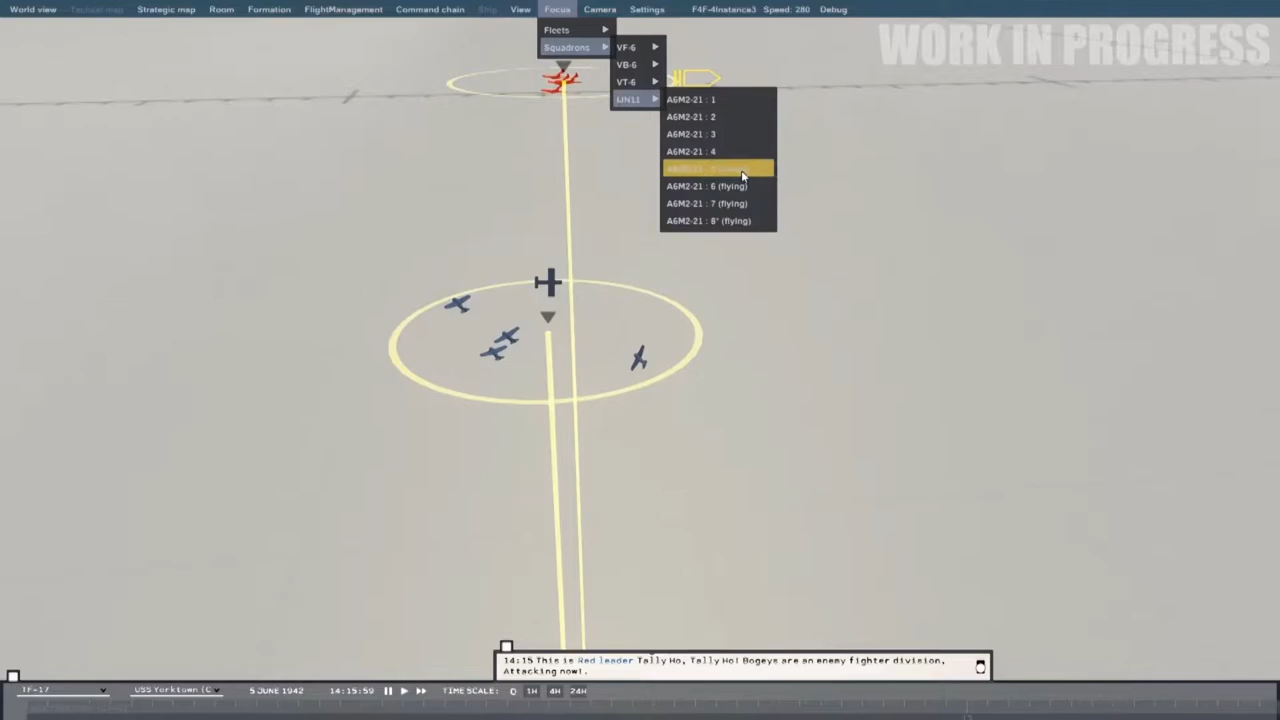 World view Tactical map Strategic map Room Formation FlightManagement Command chain Ship View Focus Camera Settings F4F-4Instance3 Speed: 280 Debug
WORK IN PROGRESS
Fleets
Squadrons
VF-6
VB-6
VT-6
IJN11
A6M2-21 : 1
A6M2-21 : 2
A6M2-21 : 3
A6M2-21 : 4
A6M2-21 : 6 (flying)
A6M2-21 : 7 (flying)
A6M2-21 : 8* (flying)
14:15 This is Red leader Tally Ho, Tally Ho! Bogeys are an enemy fighter division,
Attacking now!.
TF-17 USS Yorktown (C 5 JUNE 1942 14:15:59 TIME SCALE: 0 1H 4H 24H